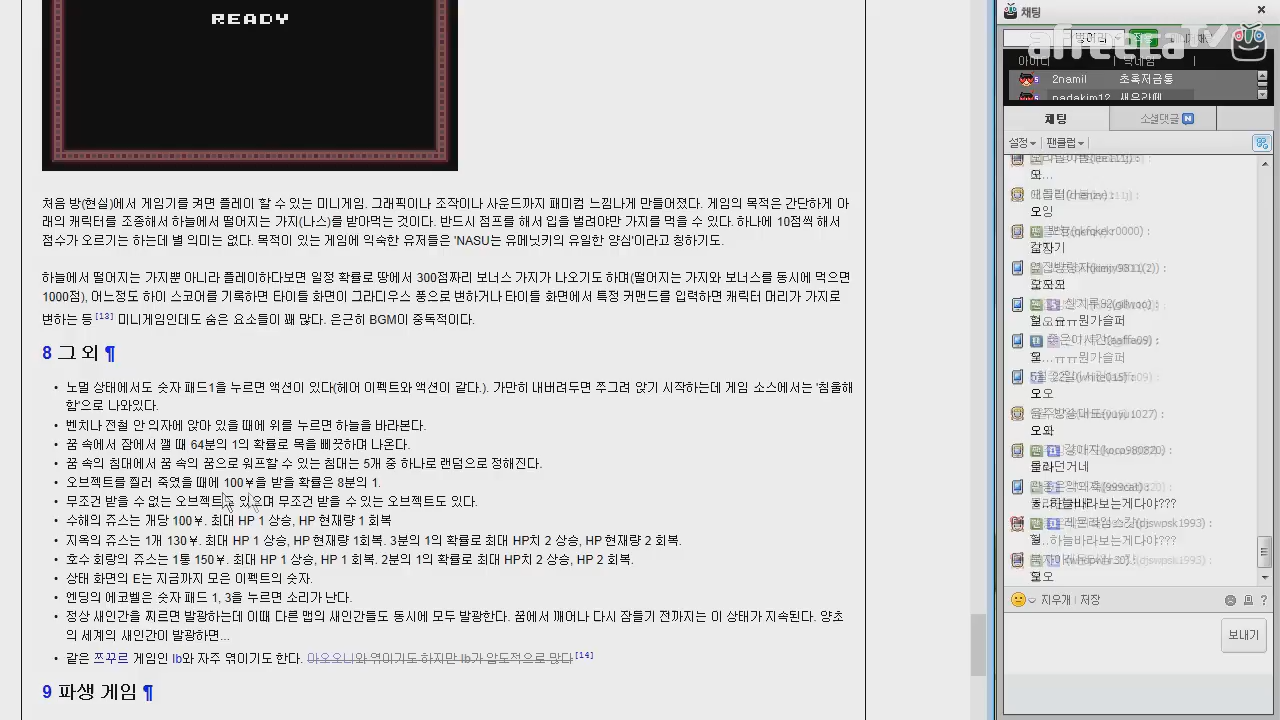 READY
처음 방(현실)에서 게임기를 켜면 플레이 할 수 있는 미니게임. 그래픽이나 조작이나 사운드까지 패미컴 느낌나게 만들어졌다. 게임의 목적은 간단하게 아
래의 캐릭터를 조종해서 하늘에서 떨어지는 가지(나스)를 받아먹는 것이다. 반드시 점프를 해서 입을 벌려야만 가지를 먹을 수 있다. 하나에 10점씩 해서
점수가 오르기는 하는데 별 의미는 없다. 목적이 있는 게임에 익숙한 유저들은 'NASU는 유메닛키의 유일한 양심'이라고 칭하기도.
하늘에서 떨어지는 가지뿐 아니라 플레이하다보면 이상야릇한 땅에서 300점짜리 보너스 가지가 나오기도 하며(떨어지는 가지와 보너스를 동시에 먹으면
1000점), 어느정도 하이 스코어를 기록하면 타이틀 화면이 그라디우스 풍으로 변하거나 타이틀 화면에서 특정 커맨드를 입력하면 캐릭터 머리가 가지로
변하는 등[13] 미니게임인데도 숨은 요소들이 꽤 많다. 은근히 BGM이 중독적이다.
8 그 외 ¶
• 노멀 상태에서도 숫자 패드1을 누르면 액션이 있다(헤어 이펙트와 액션이 같다.). 가만히 내버려두면 쭈그려 앉기 시작하는데 게임 소스에서는 '침울해
함'으로 나와있다.
• 벤치나 전철 안 의자에 앉아 있을 때에 위를 누르면 하늘을 바라본다.
• 꿈 속에서 잠에서 깰 때 64분의 1의 확률로 목을 삐끗하며 나온다.
• 꿈 속의 침대에서 꿈 속의 꿈으로 워프할 수 있는 침대는 5개 중 하나로 랜덤으로 정해진다.
• 오브젝트를 찔러 죽였을 때에 100￥을 받을 확률은 8분의 1
• 무조건 받을 수 없는 오브젝트도 있으며 무조건 받을 수 있는 오브젝트도 있다.
• 수해의 쥬스는 개당 100￥. 최대 HP 1 상승, HP 현재량 1 회복
• 지옥의 쥬스는 1개 130￥. 최대 HP 1 상승, HP 현재량 1회복. 3분의 1의 확률로 최대 HP치 2 상승, HP 현재량 2 회복.
• 호수 회랑의 쥬스는 1통 150￥. 최대 HP 1 상승, HP 1 회복. 2분의 1의 확률로 최대 HP치 2 상승, HP 2 회복.
• 상태 화면의 E는 지금까지 모은 이펙트의 숫자.
• 엔딩의 에코벨은 숫자 패드 1, 3을 누르면 소리가 난다.
• 정상 새인간을 찌르면 발광하는데 이때 다른 맵의 새인간들도 동시에 모두 발광한다. 꿈에서 깨어나 다시 잠들기 전까지는 이 상태가 지속된다. 양초
의 세계의 새인간이 발광하면...
• 같은 쯔꾸르 게임인 Ib와 자주 엮이기도 한다. 아오오니와 엮이기도 하지만 Ib가 압도적으로 많다[14]
9 파생 게임 ¶
채팅
afreecaTV
아이디 닉네임
2namil 초록저금통
padakim12
채팅 소셜댓글 N
설정 팬클럽
모...
모잉
갑자기
헐ㅇㅠㅠ뭔가슬퍼
오오
오와
지우개 | 저장
보내기